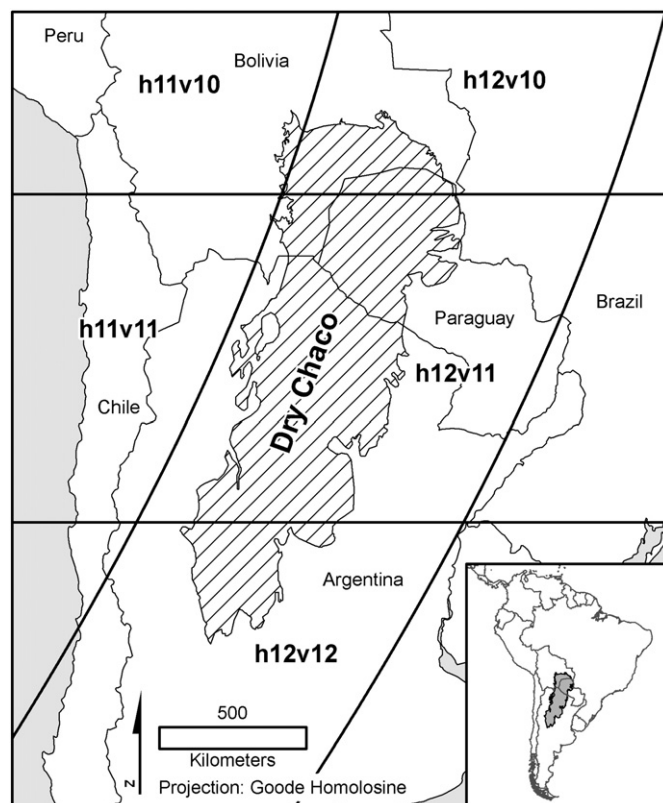 Peru
Bolivia
h11v10
h12v10
h11v11
Brazil
Paraguay
Dry Chaco
h12v11
Chile
Argentina
h12v12
500
Kilometers
N
Projection: Goode Homolosine